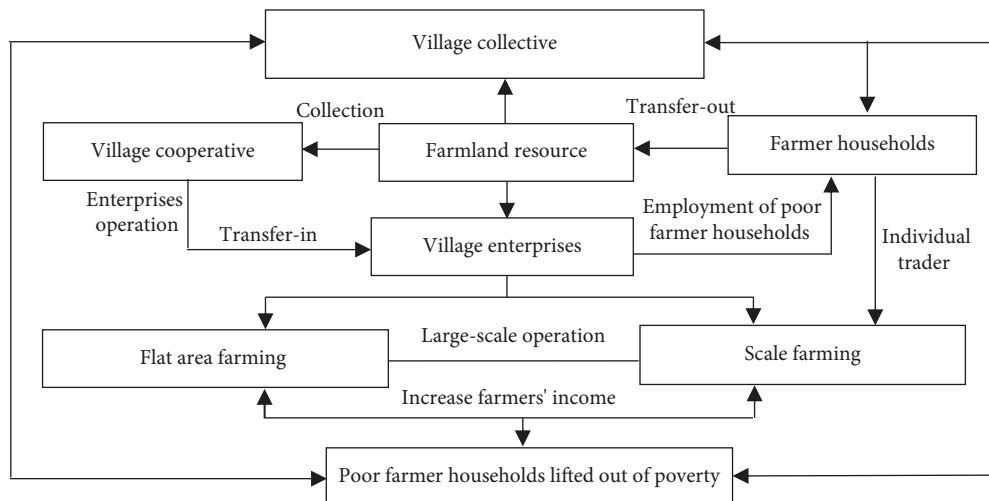 Village collective
Collection
Transfer-out
Village cooperative
Farmland resource
Farmer households
Enterprises
operation
Transfer-in
Village enterprises
Employment of poor
farmer households
Individual
trader
Flat area farming
Large-scale operation
Scale farming
Increase farmers' income
Poor farmer households lifted out of poverty